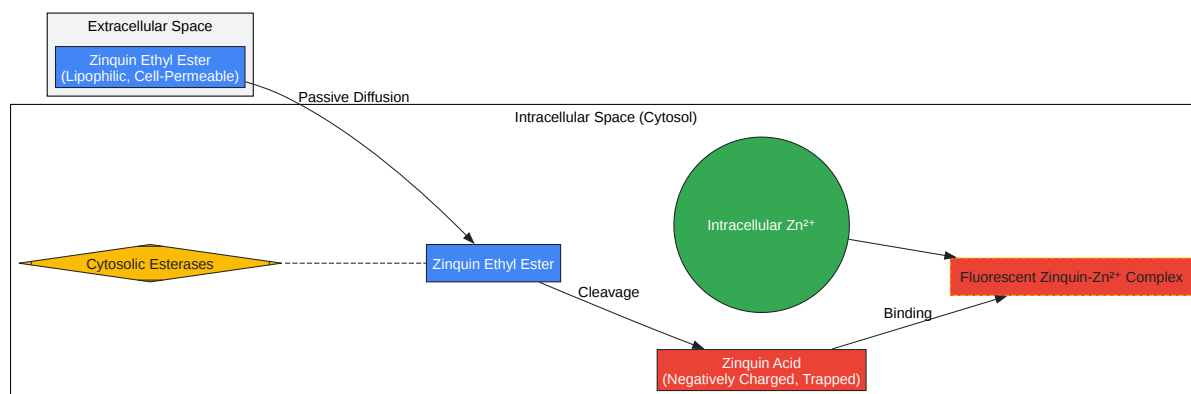 Extracellular Space
Zinquin Ethyl Ester
(Lipophilic, Cell-Permeable)
Passive Diffusion
Intracellular Space (Cytosol)
Intracellular Zn²⁺
Cytosolic Esterases
Zinquin Ethyl Ester
Fluorescent Zinquin-Zn²⁺ Complex
Cleavage
Binding
Zinquin Acid
(Negatively Charged, Trapped)